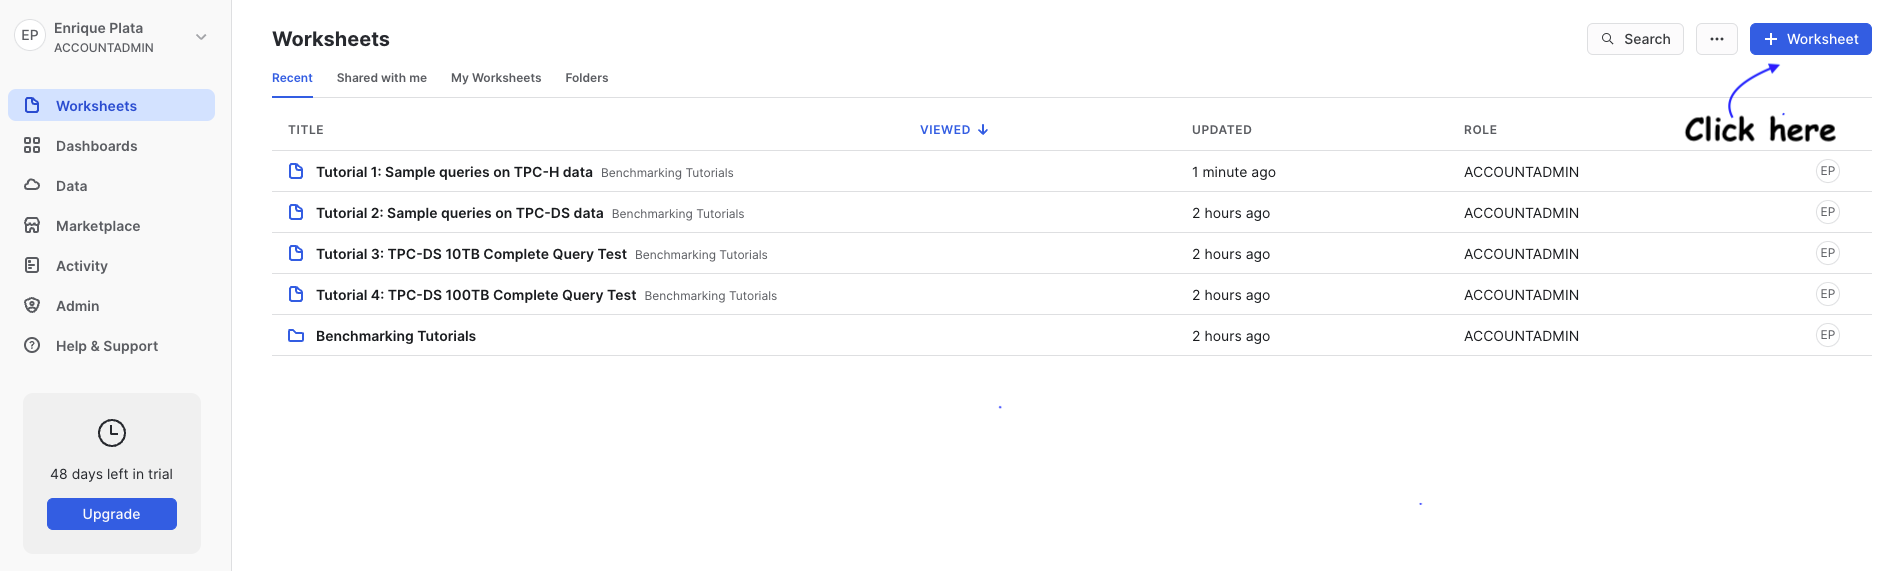 EP Enrique Plata
ACCOUNTADMIN
Worksheets
Dashboards
Data
Marketplace
Activity
Admin
Help & Support
48 days left in trial
Upgrade
Worksheets
Search
+ Worksheet
Recent Shared with me My Worksheets Folders
Click here
TITLE VIEWED UPDATED ROLE
Tutorial 1: Sample queries on TPC-H data Benchmarking Tutorials 1 minute ago ACCOUNTADMIN EP
Tutorial 2: Sample queries on TPC-DS data Benchmarking Tutorials 2 hours ago ACCOUNTADMIN EP
Tutorial 3: TPC-DS 10TB Complete Query Test Benchmarking Tutorials 2 hours ago ACCOUNTADMIN EP
Tutorial 4: TPC-DS 100TB Complete Query Test Benchmarking Tutorials 2 hours ago ACCOUNTADMIN EP
Benchmarking Tutorials 2 hours ago ACCOUNTADMIN EP